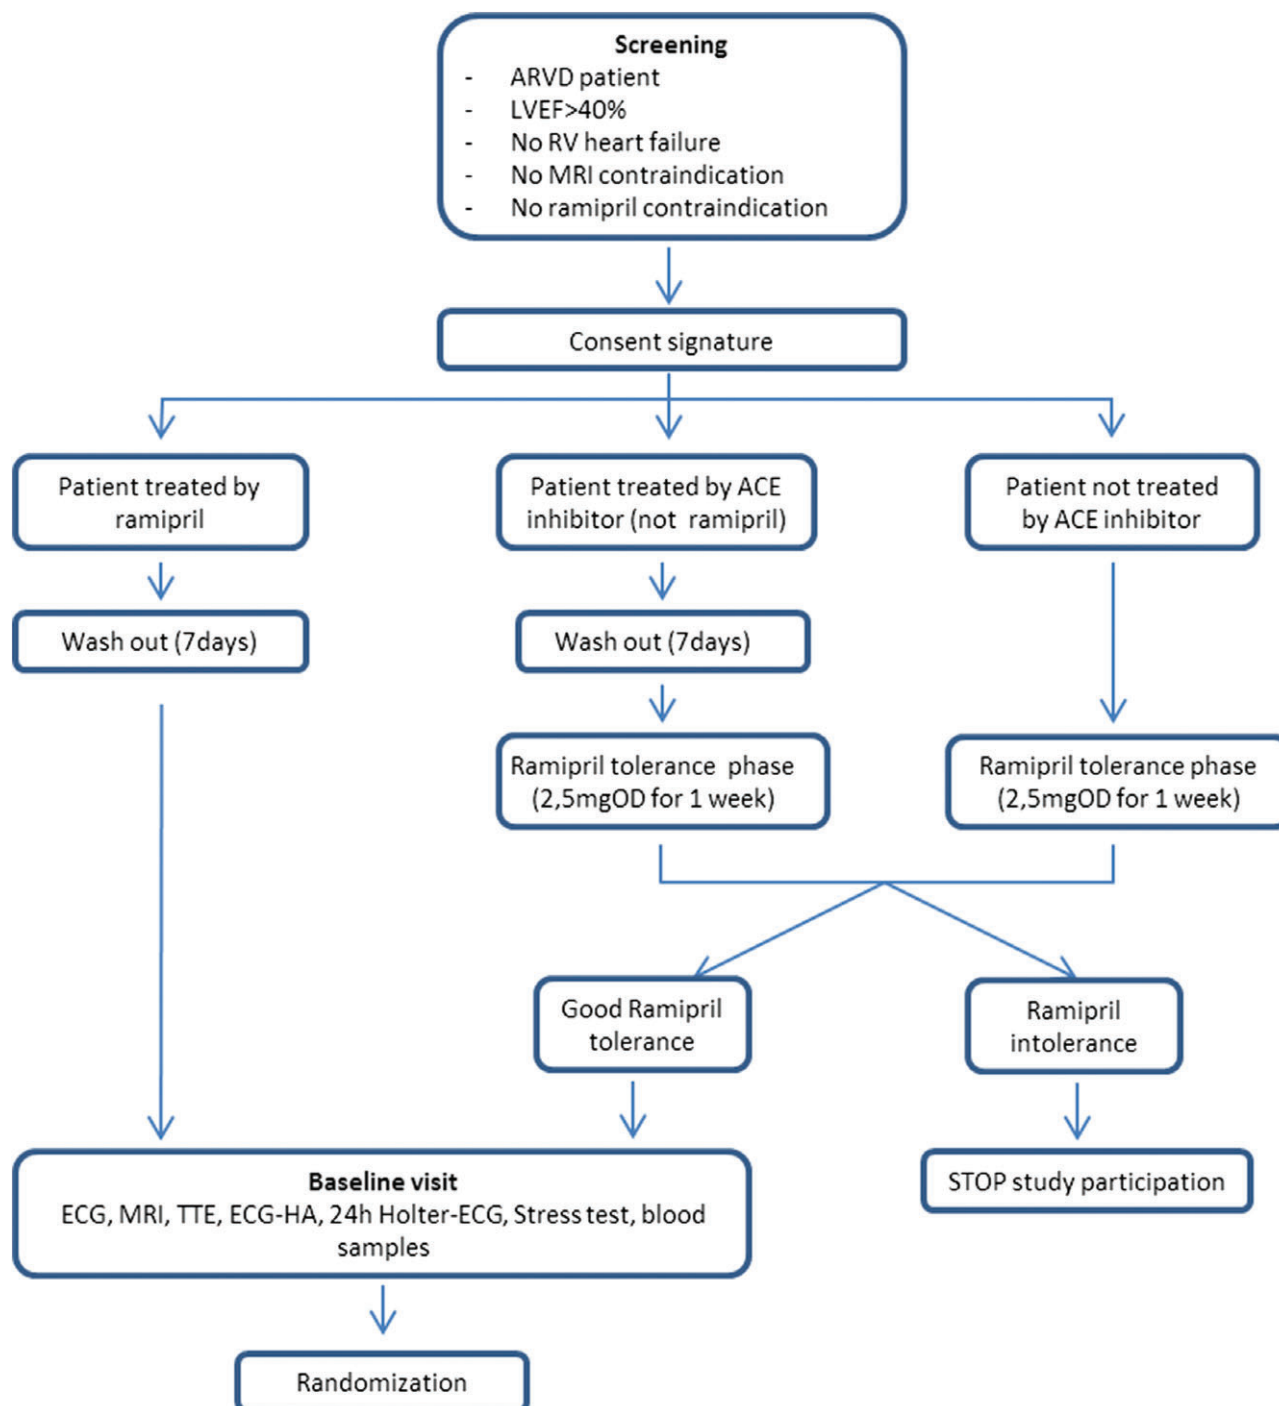 Screening
- ARVD patient
- LVEF>40%
- No RV heart failure
- No MRI contraindication
- No ramipril contraindication
Consent signature
Patient treated by
ramipril
Patient treated by ACE
inhibitor (not ramipril)
Patient not treated
by ACE inhibitor
Wash out (7days)
Wash out (7days)
Ramipril tolerance phase
(2,5mgOD for 1 week)
Ramipril tolerance phase
(2,5mgOD for 1 week)
Good Ramipril
tolerance
Ramipril
intolerance
Baseline visit
ECG, MRI, TTE, ECG-HA, 24h Holter-ECG, Stress test, blood
samples
STOP study participation
Randomization